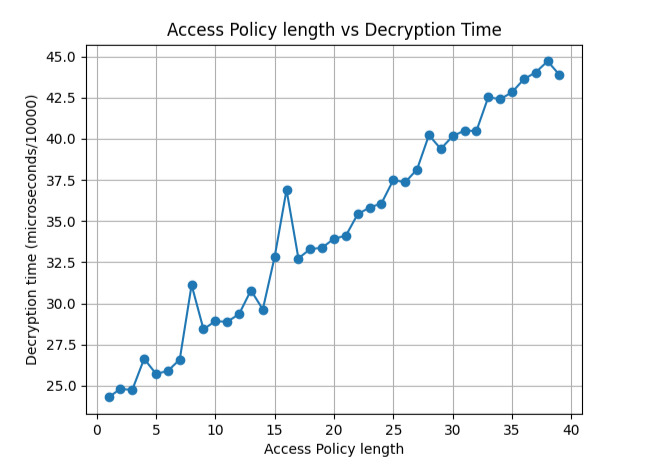 Access Policy length vs Decryption Time
Decryption time (microseconds/10000)
45.0
42.5
40.0
37.5
35.0
32.5
30.0
27.5
25.0
0 5 10 15 20 25 30 35 40
Access Policy length